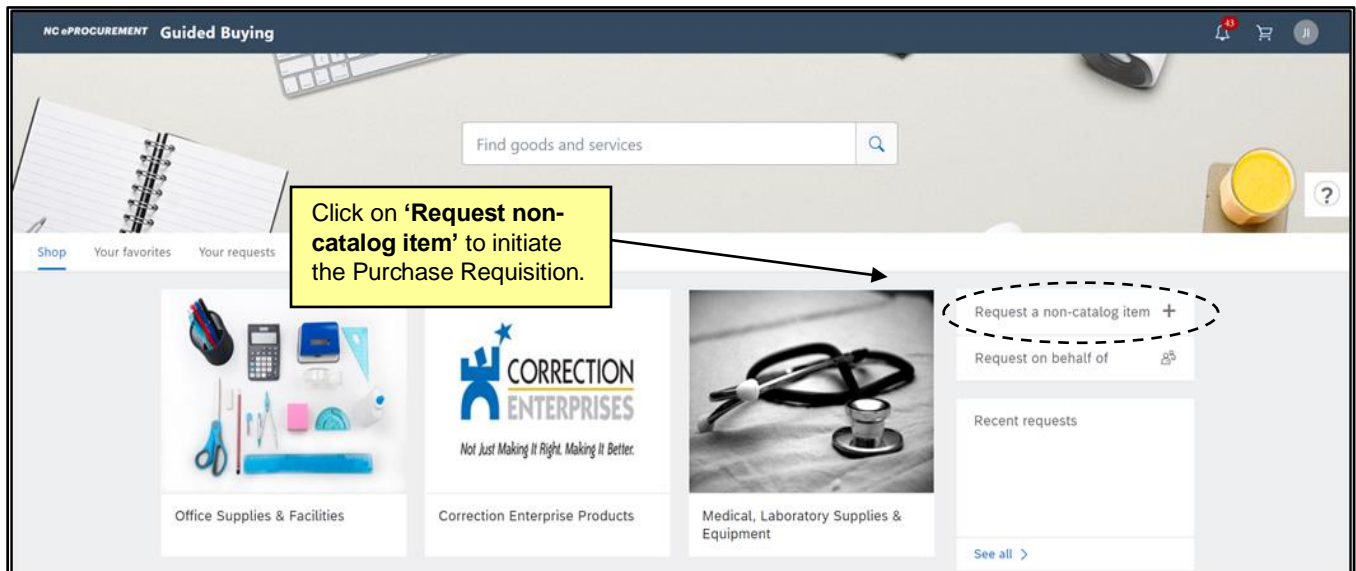 NC ePROCUREMENT Guided Buying
43
JI
Find goods and services
?
Click on ‘Request non-
catalog item’ to initiate
the Purchase Requisition.
Shop Your favorites Your requests
Request a non-catalog item +
Request on behalf of
CORRECTION
ENTERPRISES
Not Just Making It Right. Making It Better.
Recent requests
Office Supplies & Facilities
Correction Enterprise Products
Medical, Laboratory Supplies &
Equipment
See all >